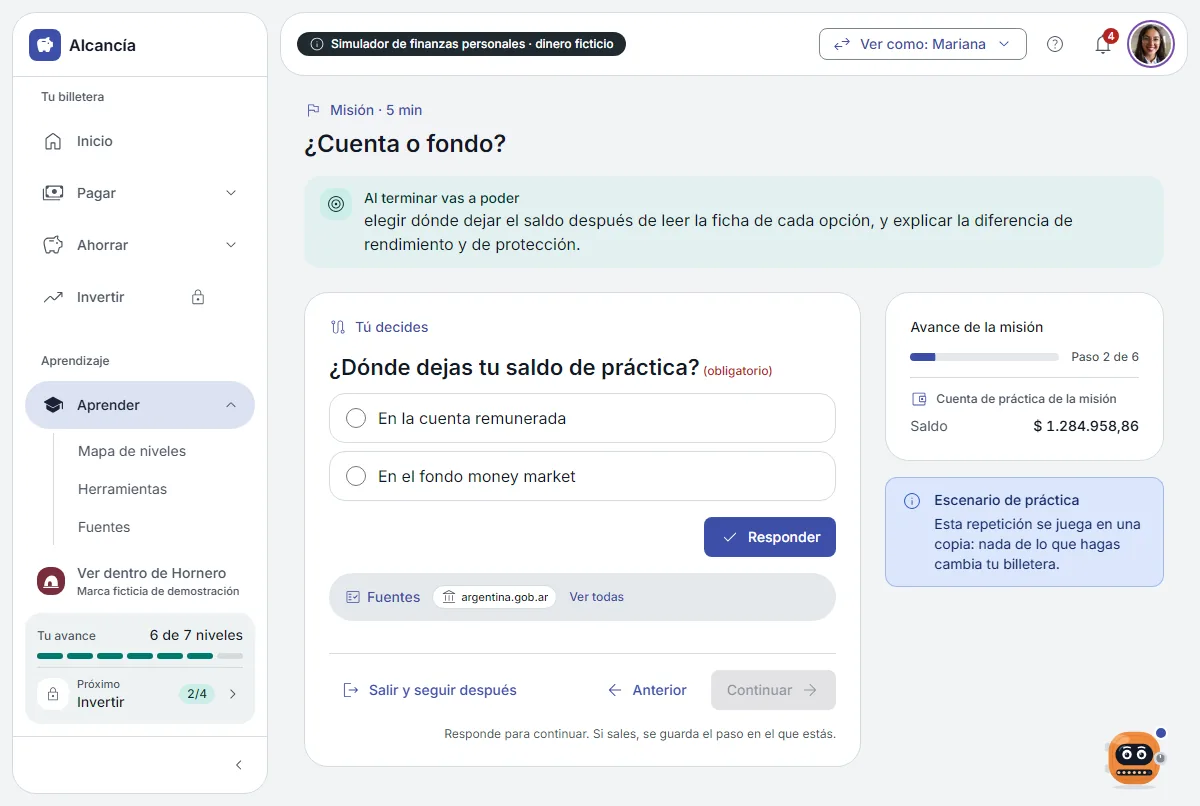 Alcancía
Tu billetera
Inicio
Pagar
Ahorrar
Invertir
Aprendizaje
Aprender
Mapa de niveles
Herramientas
Fuentes
Ver dentro de Hornero
Marca ficticia de demostración
Tu avance
6 de 7 niveles
Próximo
Invertir
2/4
Simulador de finanzas personales · dinero ficticio
Ver como: Mariana
4
Misión · 5 min
¿Cuenta o fondo?
Al terminar vas a poder
elegir dónde dejar el saldo después de leer la ficha de cada opción, y explicar la diferencia de
rendimiento y de protección.
Tú decides
¿Dónde dejas tu saldo de práctica? (obligatorio)
En la cuenta remunerada
En el fondo money market
Responder
Fuentes
argentina.gob.ar
Ver todas
Salir y seguir después
Anterior
Continuar
Responde para continuar. Si sales, se guarda el paso en el que estás.
Avance de la misión
Paso 2 de 6
Cuenta de práctica de la misión
Saldo
$ 1.284.958,86
Escenario de práctica
Esta repetición se juega en una
copia: nada de lo que hagas
cambia tu billetera.